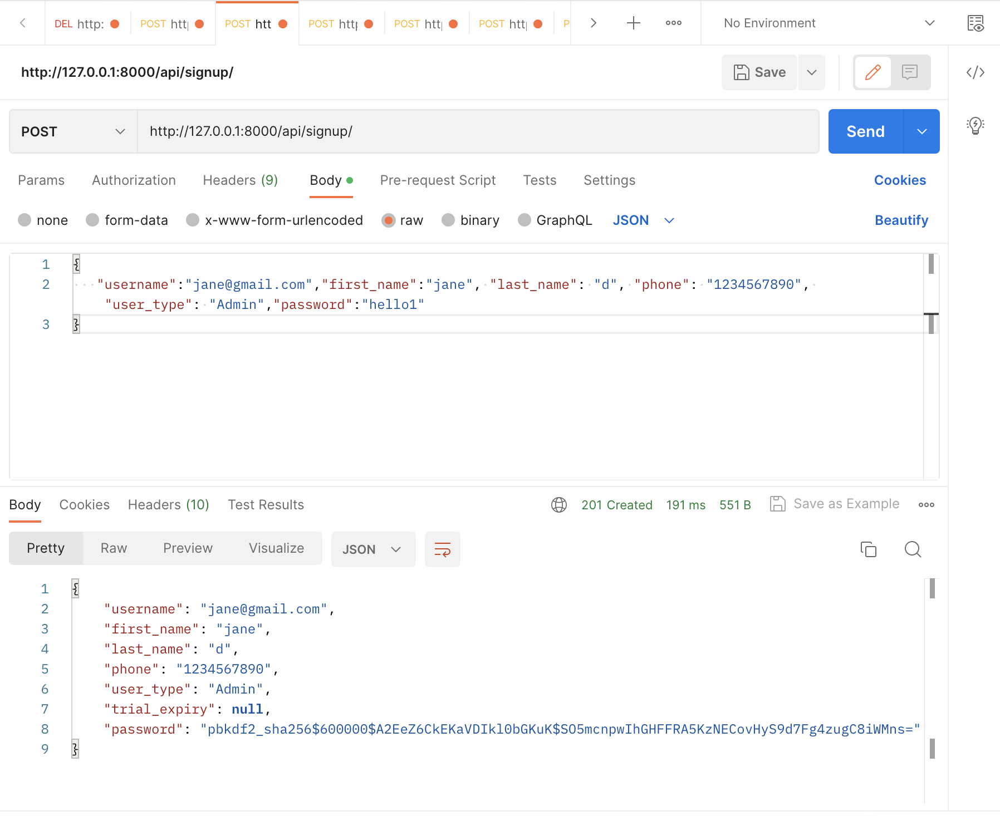 DEL http: POST htt POST htt POST htt POST htt POST htt P No Environment
http://127.0.0.1:8000/api/signup/ Save
POST http://127.0.0.1:8000/api/signup/ Send
Params Authorization Headers (9) Body Pre-request Script Tests Settings Cookies
none form-data x-www-form-urlencoded raw binary GraphQL JSON Beautify
1 {
2 "username":"jane@gmail.com","first_name":"jane", "last_name": "d", "phone": "1234567890",
"user_type": "Admin","password":"hello1"
3 }
Body Cookies Headers (10) Test Results 201 Created 191 ms 551 B Save as Example
Pretty Raw Preview Visualize JSON
1 {
2 "username": "jane@gmail.com",
3 "first_name": "jane",
4 "last_name": "d",
5 "phone": "1234567890",
6 "user_type": "Admin",
7 "trial_expiry": null,
8 "password": "pbkdf2_sha256$600000$A2EeZ6CkEKaVDIkl0bGKuK$SO5mcnpwIhGHFFRA5KzNECovHyS9d7Fg4zugC8iWMns="
9 }